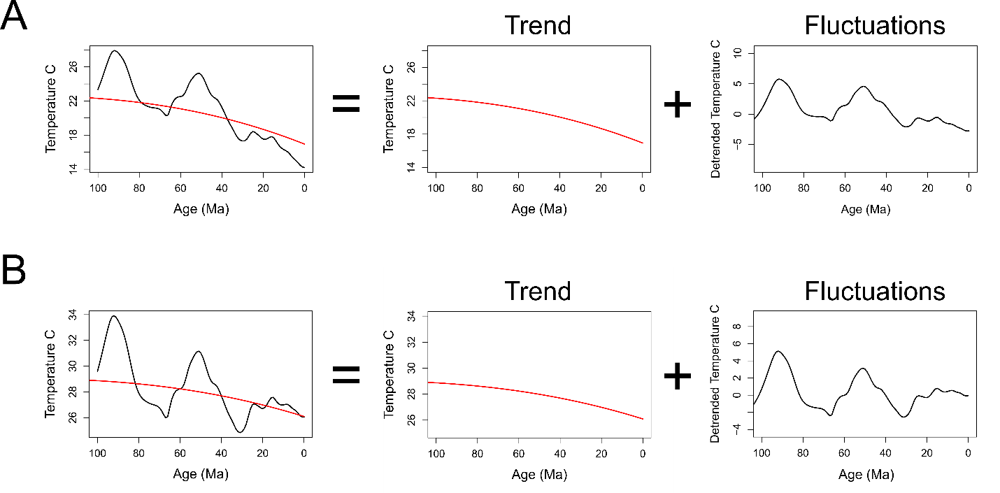 A
Trend
Fluctuations
Temperature C
26
22
18
14
100 80 60 40 20 0
Age (Ma)
=
Temperature C
26
22
18
14
100 80 60 40 20 0
Age (Ma)
+
Detrended Temperature C
10
5
0
−5
100 80 60 40 20 0
Age (Ma)
B
Trend
Fluctuations
Temperature C
34
32
30
28
26
100 80 60 40 20 0
Age (Ma)
=
Temperature C
34
32
30
28
26
100 80 60 40 20 0
Age (Ma)
+
Detrended Temperature C
8
6
4
2
0
−4
100 80 60 40 20 0
Age (Ma)